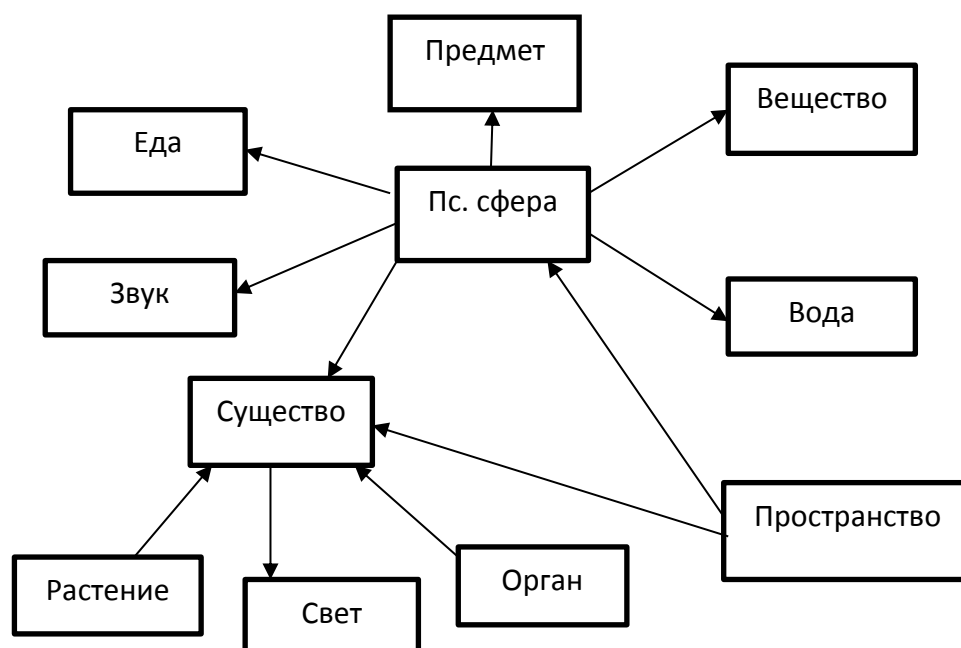 Предмет
Вещество
Еда
Пс. сфера
Звук
Вода
Существо
Пространство
Растение
Орган
Свет